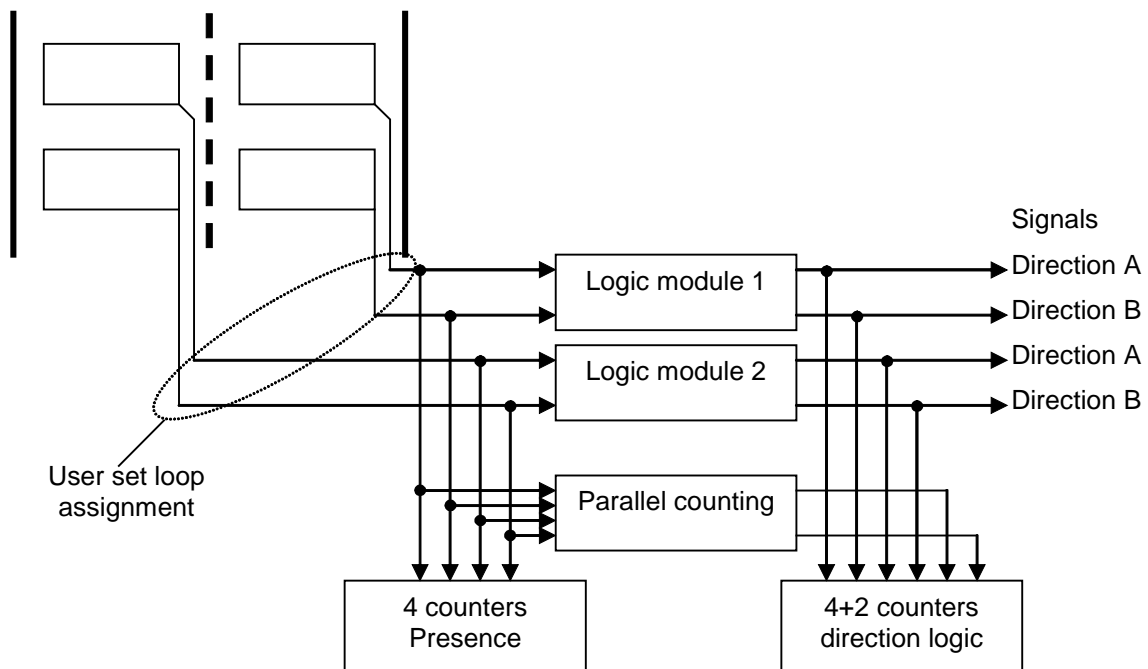 Signals
Logic module 1
Direction A
Direction B
Logic module 2
Direction A
Direction B
User set loop
assignment
Parallel counting
4 counters
Presence
4+2 counters
direction logic